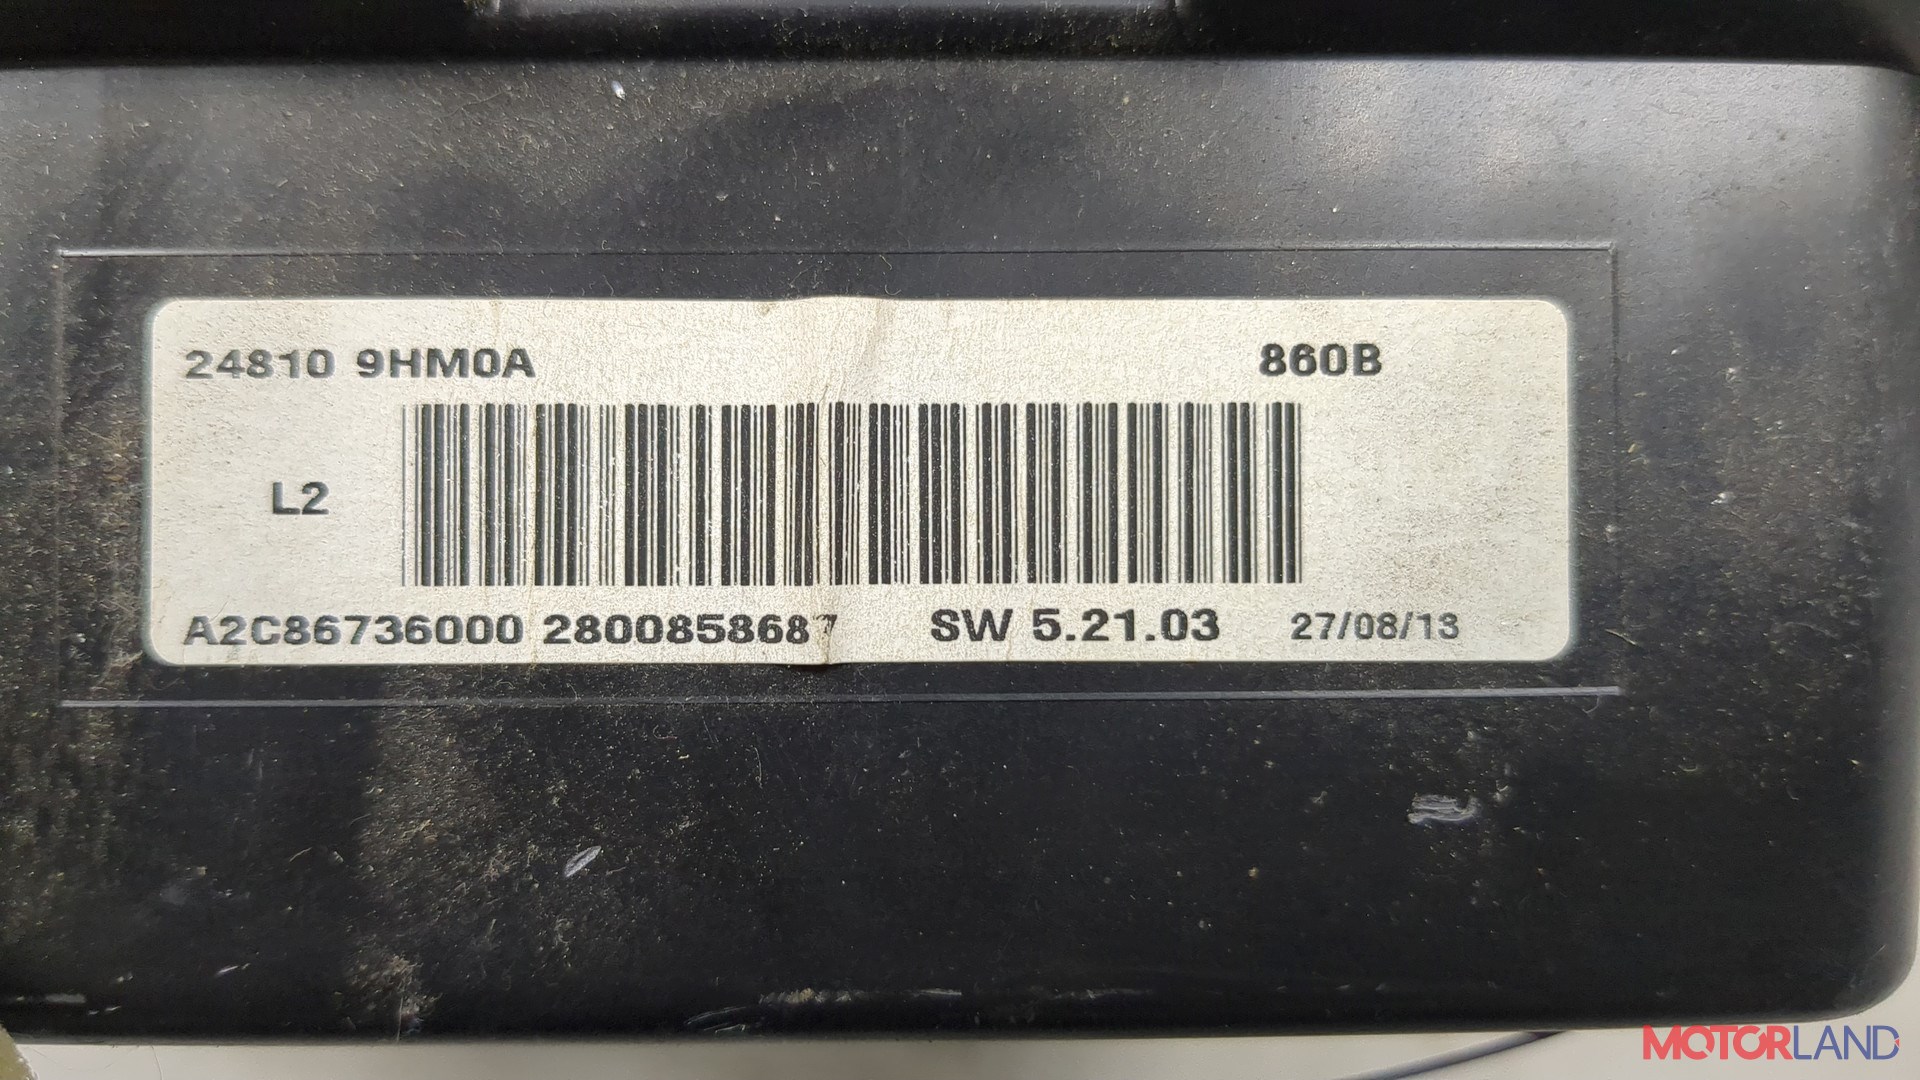 24810 9HM0A 860B
L2
A2C86736000 2800858687 SW 5.21.03 27/08/13
MOTORLAND